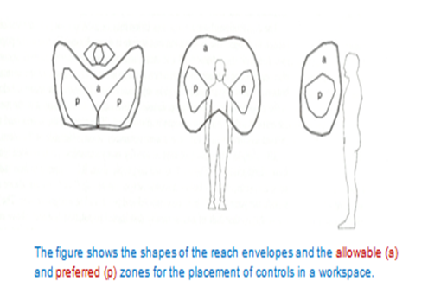 a
p
p
a
p
p
a
p
The figure shows the shapes of the reach envelopes and the allowable (a)
and preferred (p) zones for the placement of controls in a workspace.